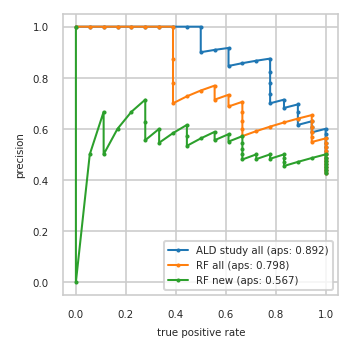 1.0
0.8
0.6
0.4
0.2
0.0
precision
ALD study all (aps: 0.892)
RF all (aps: 0.798)
RF new (aps: 0.567)
0.0 0.2 0.4 0.6 0.8 1.0
true positive rate